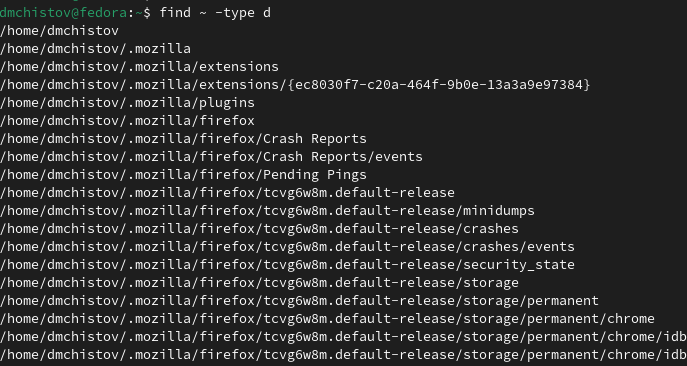 dmchistov@fedora:~$ find ~ -type d
/home/dmchistov
/home/dmchistov/.mozilla
/home/dmchistov/.mozilla/extensions
/home/dmchistov/.mozilla/extensions/{ec8030f7-c20a-464f-9b0e-13a3a9e97384}
/home/dmchistov/.mozilla/plugins
/home/dmchistov/.mozilla/firefox
/home/dmchistov/.mozilla/firefox/Crash Reports
/home/dmchistov/.mozilla/firefox/Crash Reports/events
/home/dmchistov/.mozilla/firefox/Pending Pings
/home/dmchistov/.mozilla/firefox/tcvg6w8m.default-release
/home/dmchistov/.mozilla/firefox/tcvg6w8m.default-release/minidumps
/home/dmchistov/.mozilla/firefox/tcvg6w8m.default-release/crashes
/home/dmchistov/.mozilla/firefox/tcvg6w8m.default-release/crashes/events
/home/dmchistov/.mozilla/firefox/tcvg6w8m.default-release/security_state
/home/dmchistov/.mozilla/firefox/tcvg6w8m.default-release/storage
/home/dmchistov/.mozilla/firefox/tcvg6w8m.default-release/storage/permanent
/home/dmchistov/.mozilla/firefox/tcvg6w8m.default-release/storage/permanent/chrome
/home/dmchistov/.mozilla/firefox/tcvg6w8m.default-release/storage/permanent/chrome/idb
/home/dmchistov/.mozilla/firefox/tcvg6w8m.default-release/storage/permanent/chrome/idb